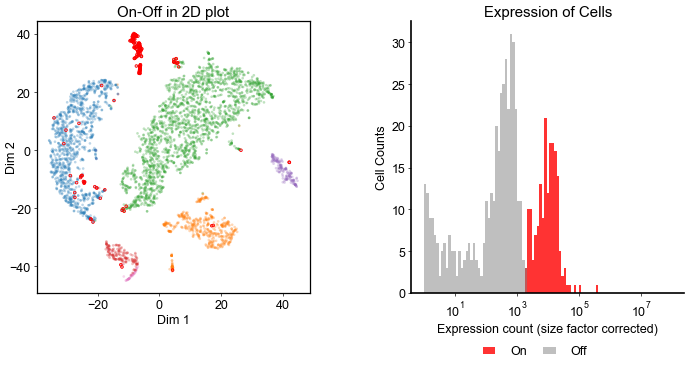 On-Off in 2D plot
Dim 2
40
20
0
−20
−40
−20
0
20
40
Dim 1
Expression of Cells
Cell Counts
30
25
20
15
10
5
0
10^1
10^3
10^5
10^7
Expression count (size factor corrected)
On
Off